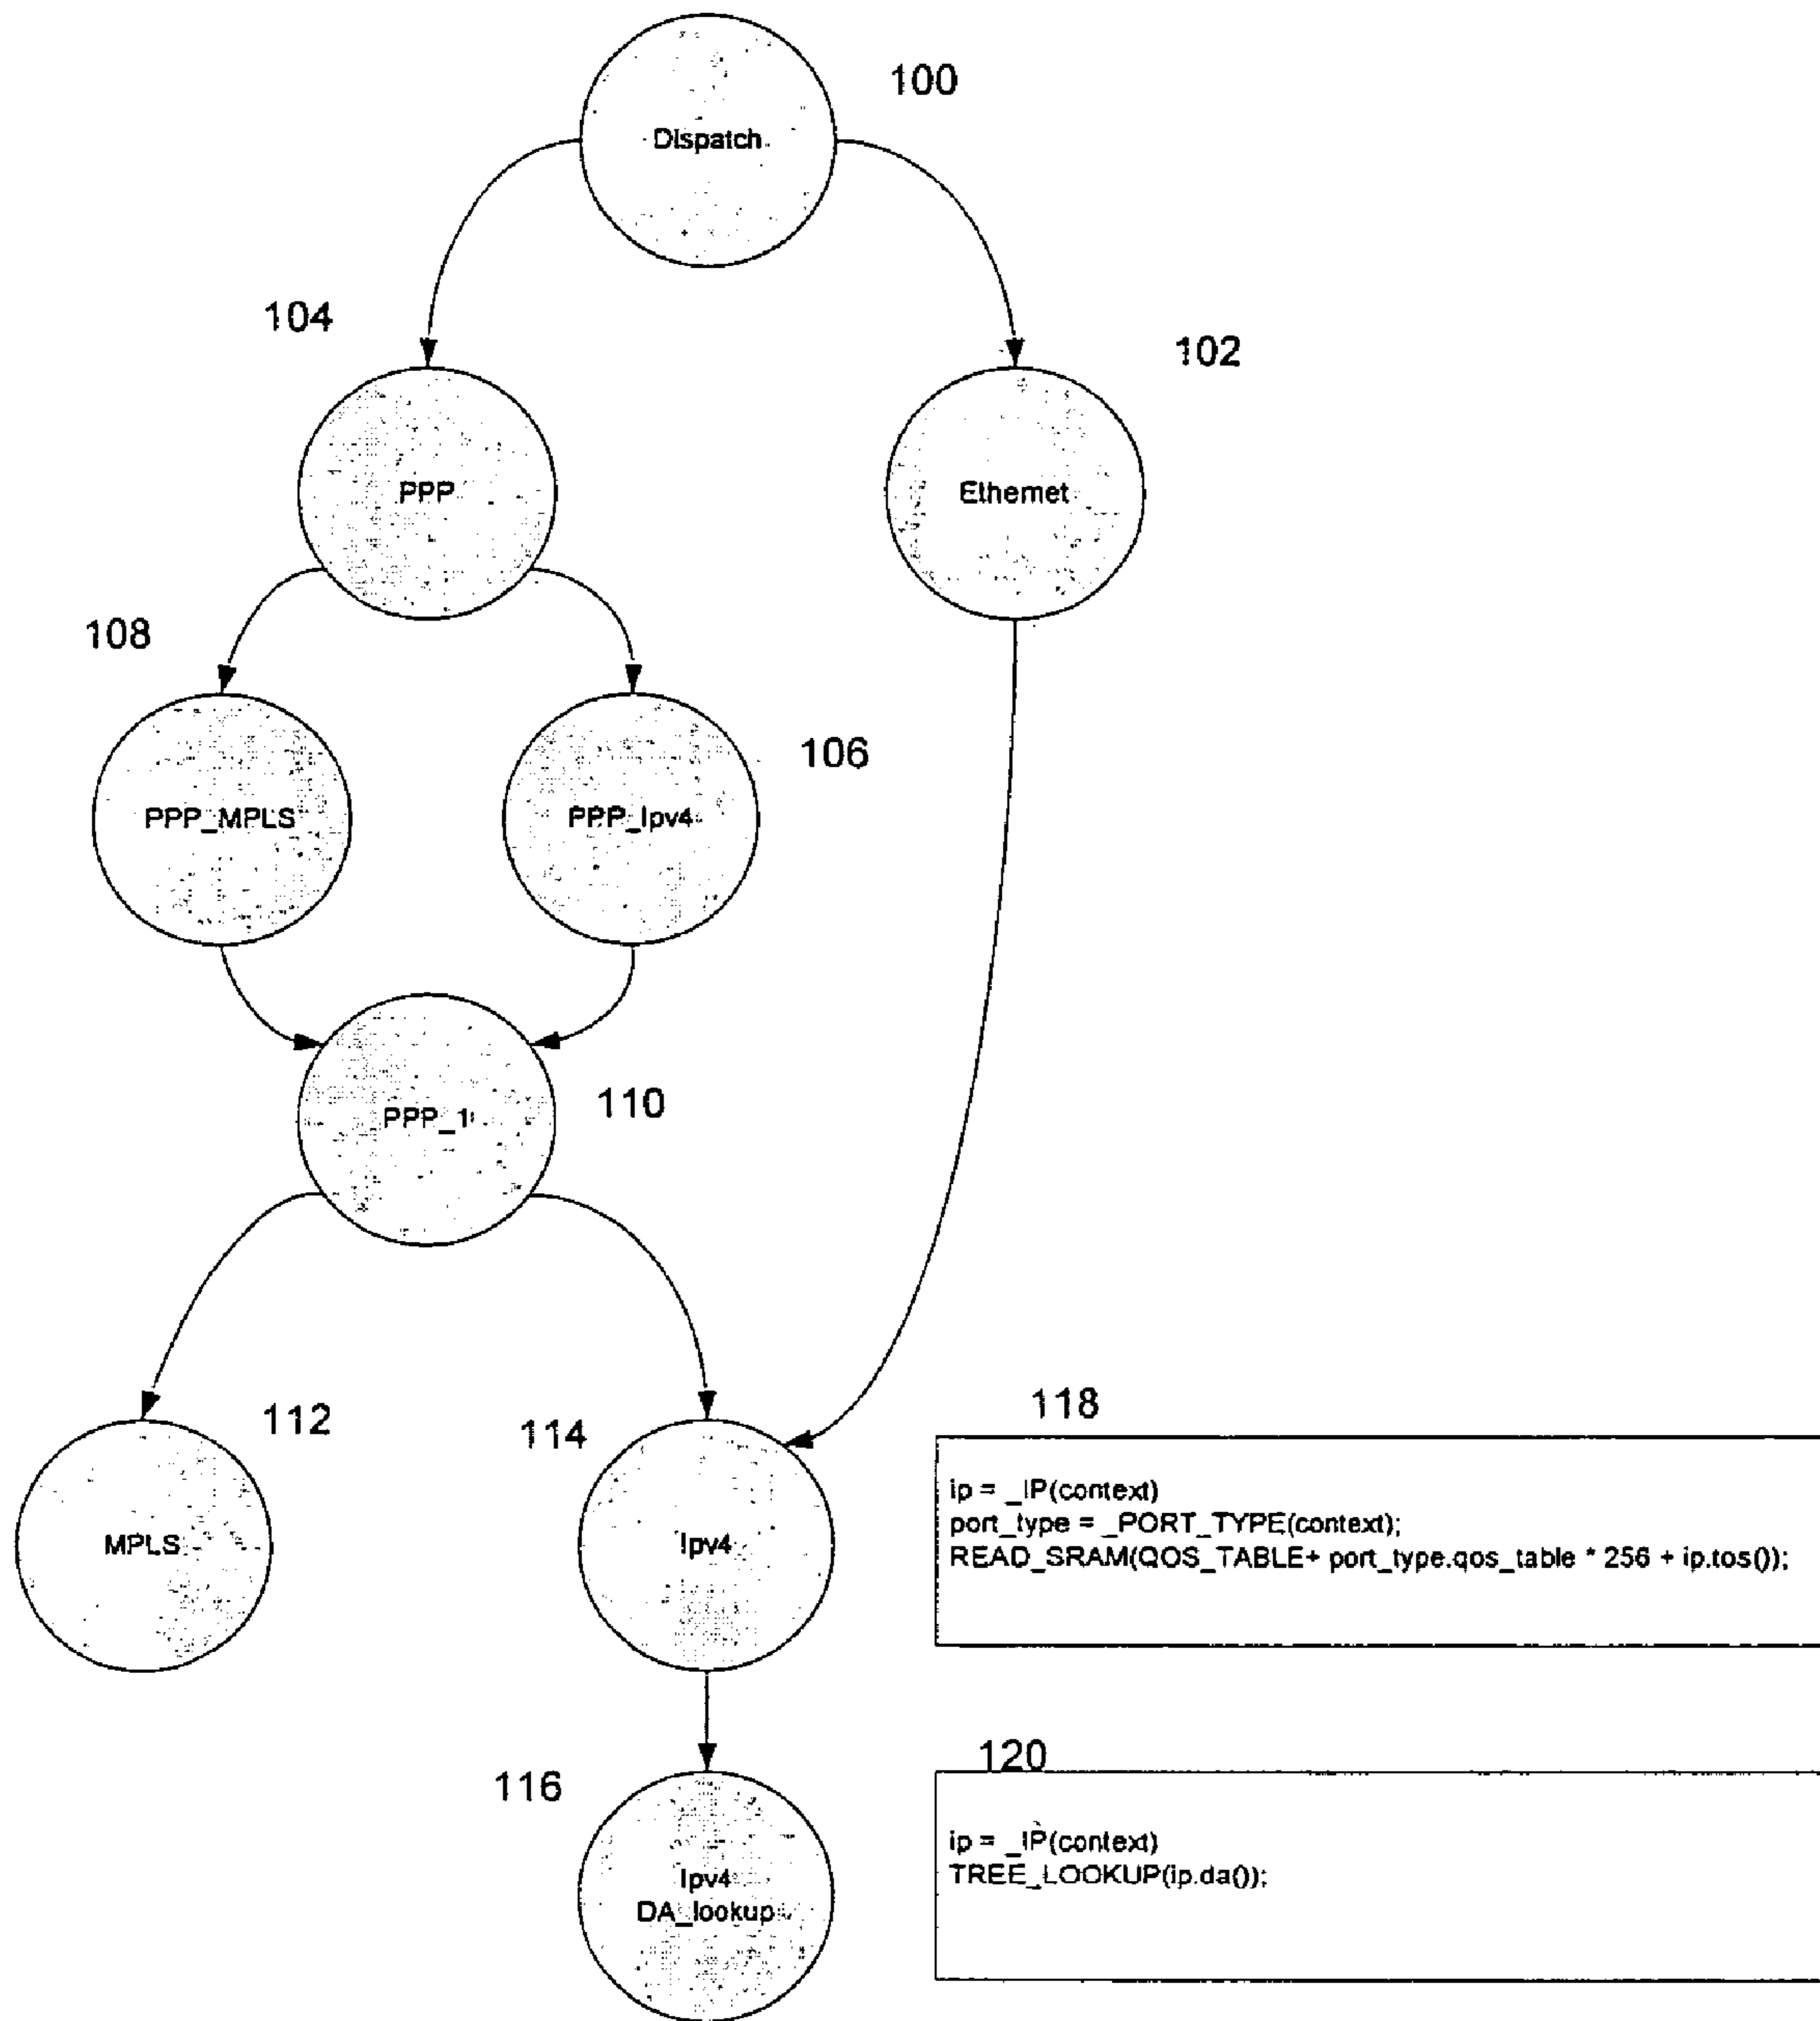 100
Dispatch
104
102
PPP
Ethernet
108
106
PPP_MPLS
PPP_Ipv4
PPP_1
110
112
114
118
MPLS
Ipv4
ip = _IP(context)
port_type = _PORT_TYPE(context);
READ_SRAM(QOS_TABLE+ port_type.qos_table * 256 + ip.tos());
116
120
Ipv4
DA_lookup
ip = _IP(context)
TREE_LOOKUP(ip.da());